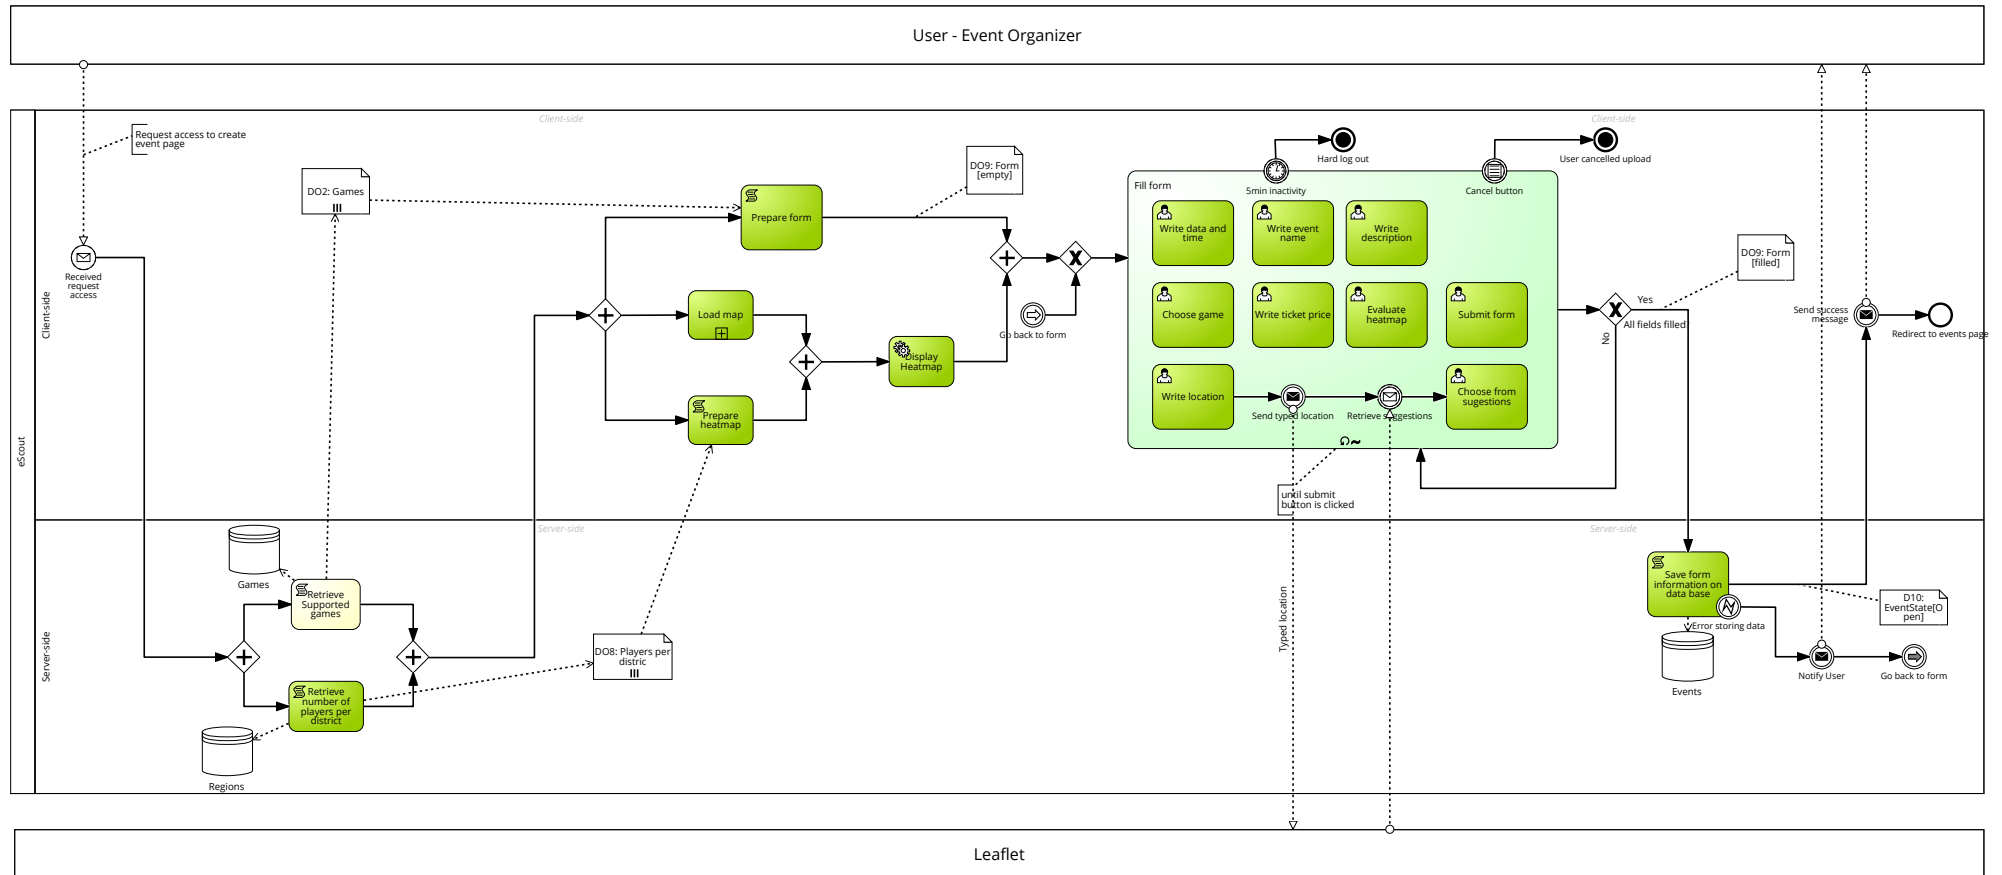 User - Event Organizer
eScout
Client-side
Client-side
Client-side
Request access to create
event page
Received
request
access
DO2: Games
Prepare form
DO9: Form
[empty]
Load map
Prepare
heatmap
Display
Heatmap
Go back to form
Fill form
5min inactivity
Hard log out
Cancel button
User cancelled upload
Write data and
time
Write event
name
Write
description
Choose game
Write ticket price
Evaluate
heatmap
Submit form
Write location
Send typed location
Retrieve suggestions
Choose from
sugestions
until submit
button is clicked
Yes
All fields filled?
No
DO9: Form
[filled]
Send success
message
Redirect to events page
Server-side
Server-side
Server-side
Games
Retrieve
Supported
games
Retrieve
number of
players per
district
Regions
DO8: Players per
distric
Typed location
Save form
information on
data base
Error storing data
Events
D10:
EventState[O
pen]
Notify User
Go back to form
Leaflet